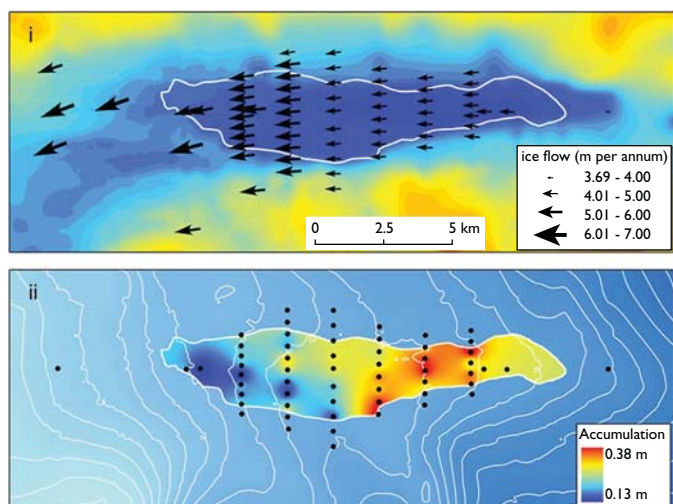 i
ice flow (m per annum)
3.69 - 4.00
4.01 - 5.00
5.01 - 6.00
6.01 - 7.00
0 2.5 5 km
ii
Accumulation
0.38 m
0.13 m